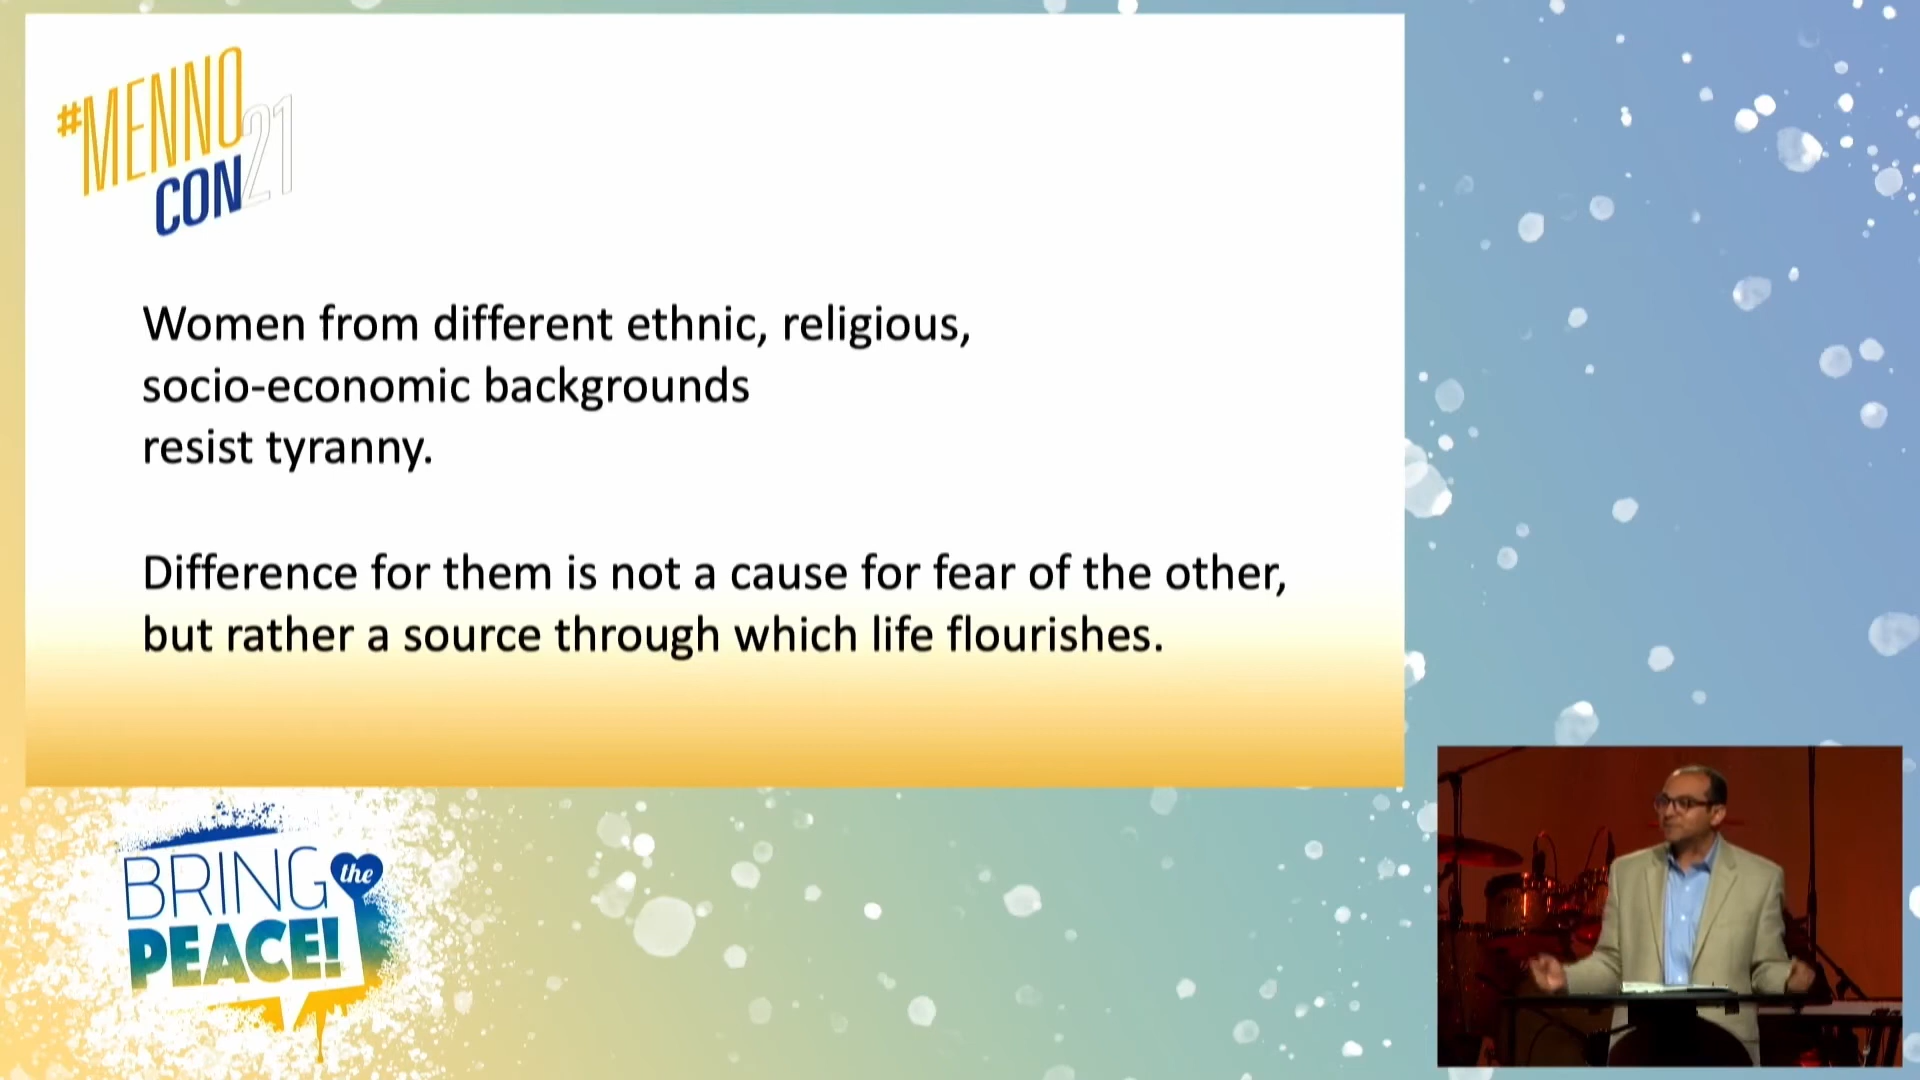 #MENNO
CON21
Women from different ethnic, religious,
socio-economic backgrounds
resist tyranny.
Difference for them is not a cause for fear of the other,
but rather a source through which life flourishes.
BRING the
PEACE!